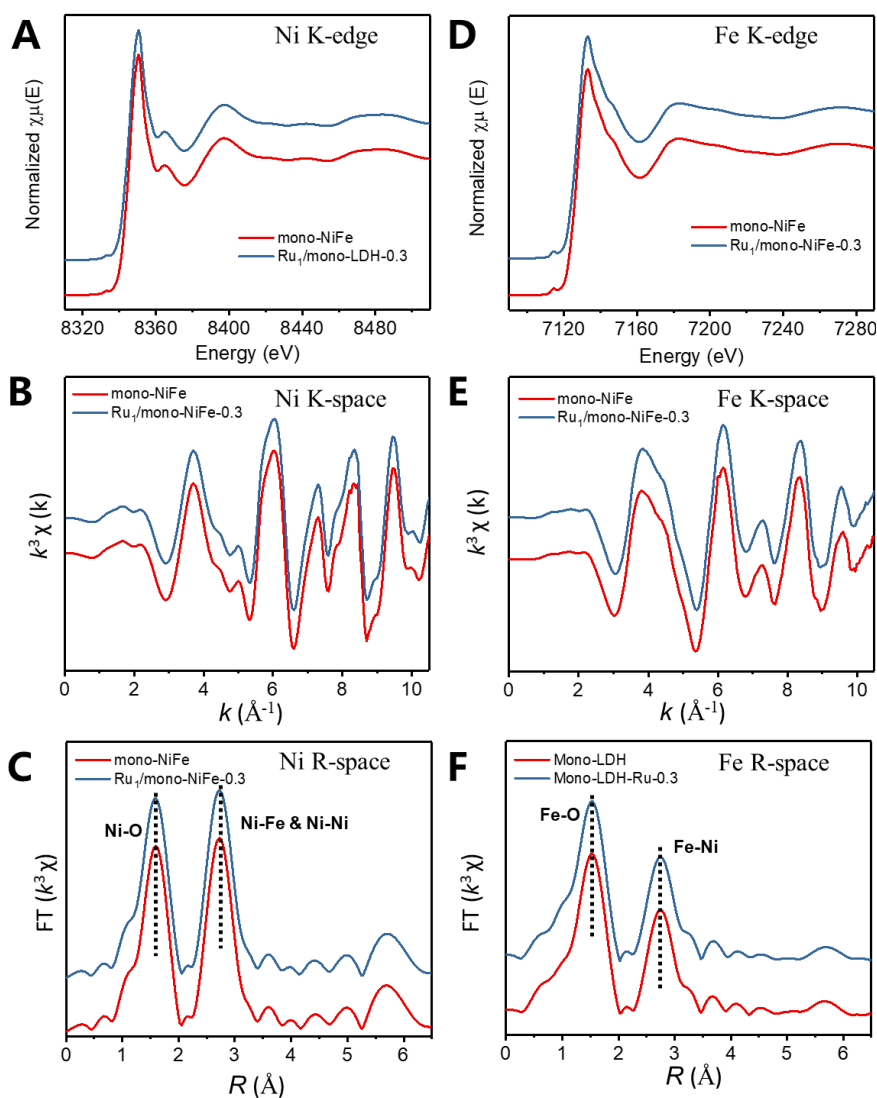 A
Ni K-edge
Normalized χμ(E)
mono-NiFe
Ru₁/mono-LDH-0.3
8320 8360 8400 8440 8480
Energy (eV)
D
Fe K-edge
Normalized χμ(E)
mono-NiFe
Ru₁/mono-NiFe-0.3
7120 7160 7200 7240 7280
Energy (eV)
B
mono-NiFe
Ru₁/mono-NiFe-0.3
Ni K-space
k³ χ (k)
0 2 4 6 8 10
k (Å⁻¹)
E
mono-NiFe
Ru₁/mono-NiFe-0.3
Fe K-space
k³ χ (k)
0 2 4 6 8 10
k (Å⁻¹)
C
mono-NiFe
Ru₁/mono-NiFe-0.3
Ni R-space
Ni-O
Ni-Fe & Ni-Ni
FT (k³ χ)
0 1 2 3 4 5 6
R (Å)
F
Mono-LDH
Mono-LDH-Ru-0.3
Fe R-space
Fe-O
Fe-Ni
FT (k³ χ)
0 1 2 3 4 5 6
R (Å)